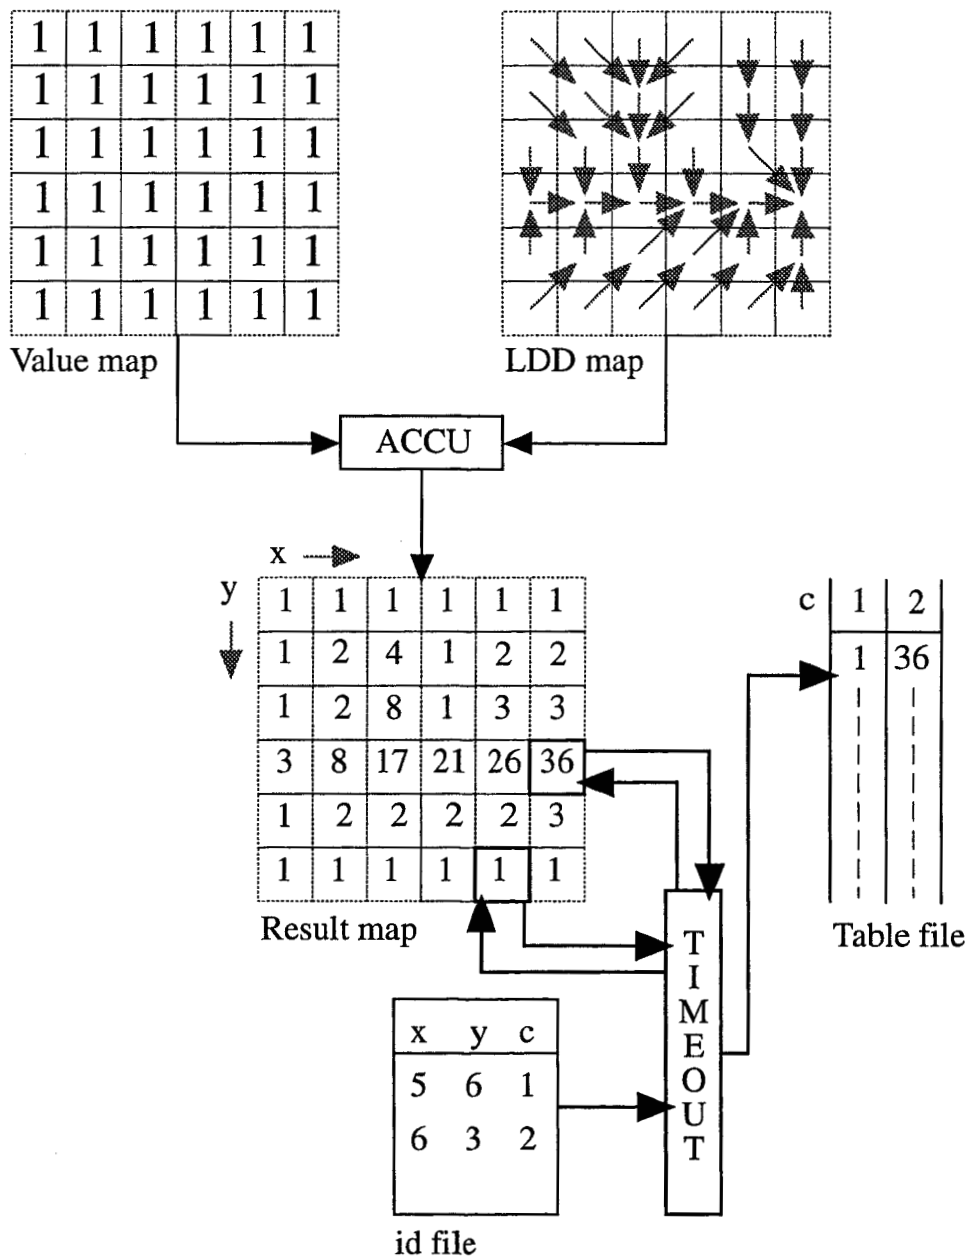 1 1 1 1 1 1
1 1 1 1 1 1
1 1 1 1 1 1
1 1 1 1 1 1
1 1 1 1 1 1
1 1 1 1 1 1
Value map
LDD map
ACCU
x
y
1 1 1 1 1 1
1 2 4 1 2 2
1 2 8 1 3 3
3 8 17 21 26 36
1 2 2 2 2 3
1 1 1 1 1 1
Result map
c 1 2
1 36
Table file
TIMEOUT
x y c
5 6 1
6 3 2
id file